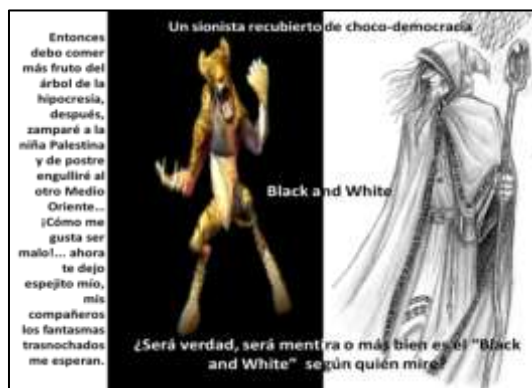 Un sionista recubierto de choco-democracia
Entonces
debo comer
más fruto del
árbol de la
hipocresía,
después,
zamparé a la
niña Palestina
y de postre
engulliré al
otro Medio
Oriente...
¡Cómo me
gusta ser
malo!... ahora
te dejo
espejito mío,
mis
compañeros
los fantasmas
trasnochados
me esperan.
Black and White
¿Será verdad, será mentira o más bien es el "Black
and White" según quién mire?